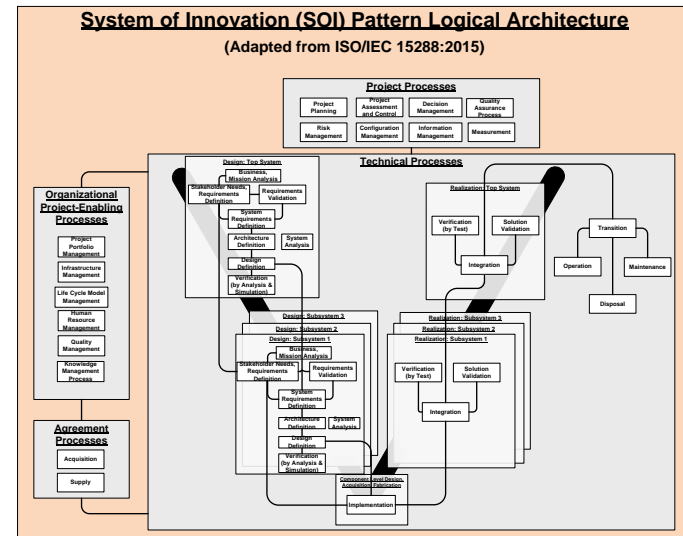 System of Innovation (SOI) Pattern Logical Architecture
(Adapted from ISO/IEC 15288:2015)
Project Processes
Project
Planning
Project
Assessment
and Control
Decision
Management
Quality
Assurance
Process
Risk
Management
Configuration
Management
Information
Management
Measurement
Technical Processes
Organizational
Project-Enabling
Processes
Project
Portfolio
Management
Infrastructure
Management
Life Cycle Model
Management
Human
Resource
Management
Quality
Management
Knowledge
Management
Process
Agreement
Processes
Acquisition
Supply
Design: Top System
Business,
Mission Analysis
Stakeholder Needs,
Requirements
Definition
Requirements
Validation
System
Requirements
Definition
Architecture
Definition
System
Analysis
Design
Definition
Verification
(by Analysis &
Simulation)
Realization: Top System
Verification
(by Test)
Solution
Validation
Integration
Transition
Operation
Maintenance
Disposal
Design: Subsystem 3
Design: Subsystem 2
Design: Subsystem 1
Business,
Mission Analysis
Stakeholder Needs,
Requirements
Definition
Requirements
Validation
System
Requirements
Definition
Architecture
Definition
System
Analysis
Design
Definition
Verification
(by Analysis &
Simulation)
Realization: Subsystem 3
Realization: Subsystem 2
Realization: Subsystem 1
Verification
(by Test)
Solution
Validation
Integration
Component Level Design,
Acquisition, Fabrication
Implementation